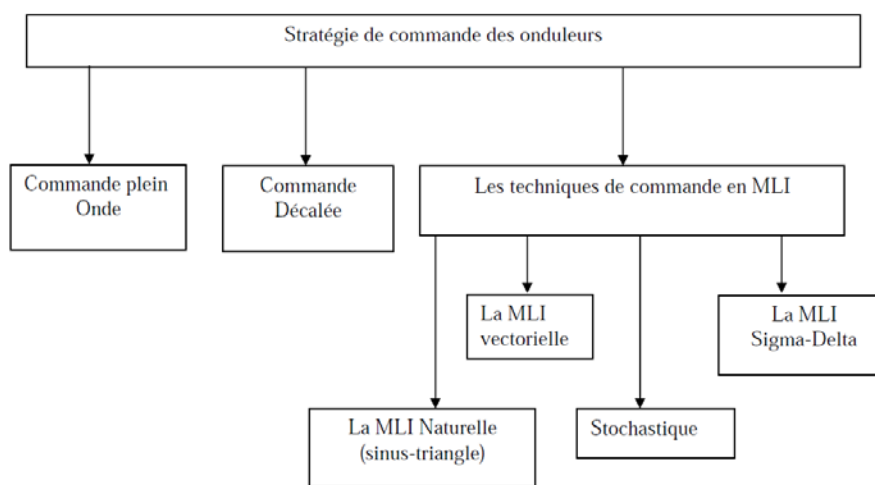 Stratégie de commande des onduleurs
Commande plein
Onde
Commande
Décalée
Les techniques de commande en MLI
La MLI
vectorielle
La MLI
Sigma-Delta
La MLI Naturelle
(sinus-triangle)
Stochastique